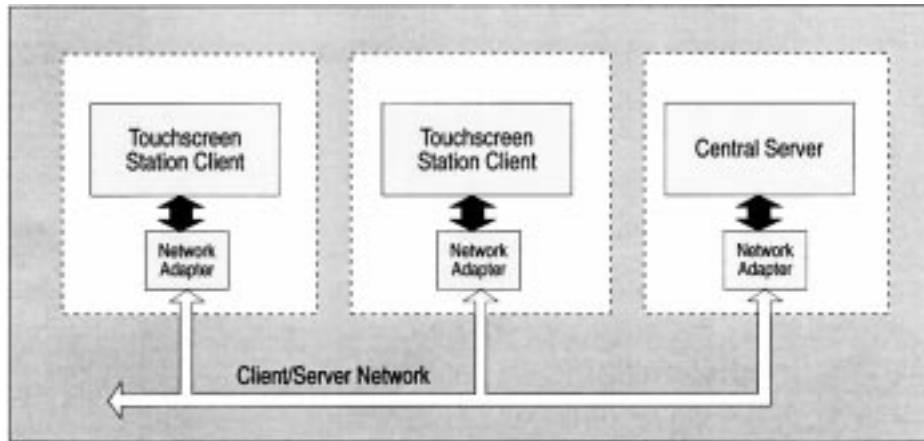 Touchscreen
Station Client
Touchscreen
Station Client
Central Server
Network
Adapter
Network
Adapter
Network
Adapter
Client/Server Network